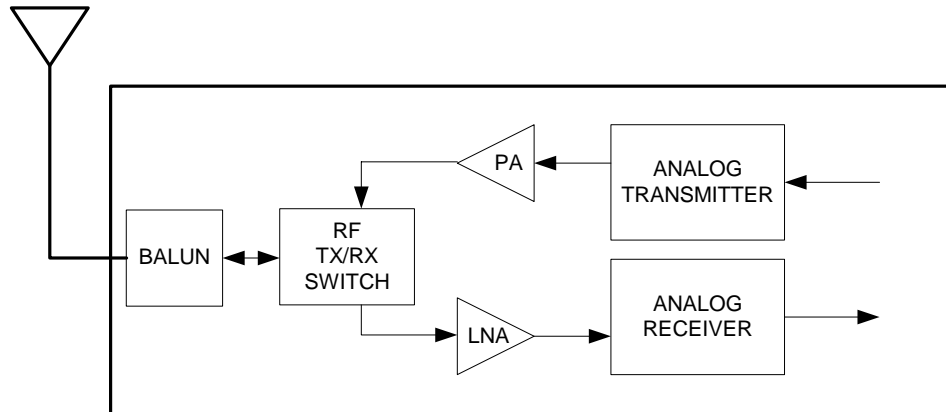 PA
ANALOG
TRANSMITTER
BALUN
RF
TX/RX
SWITCH
LNA
ANALOG
RECEIVER